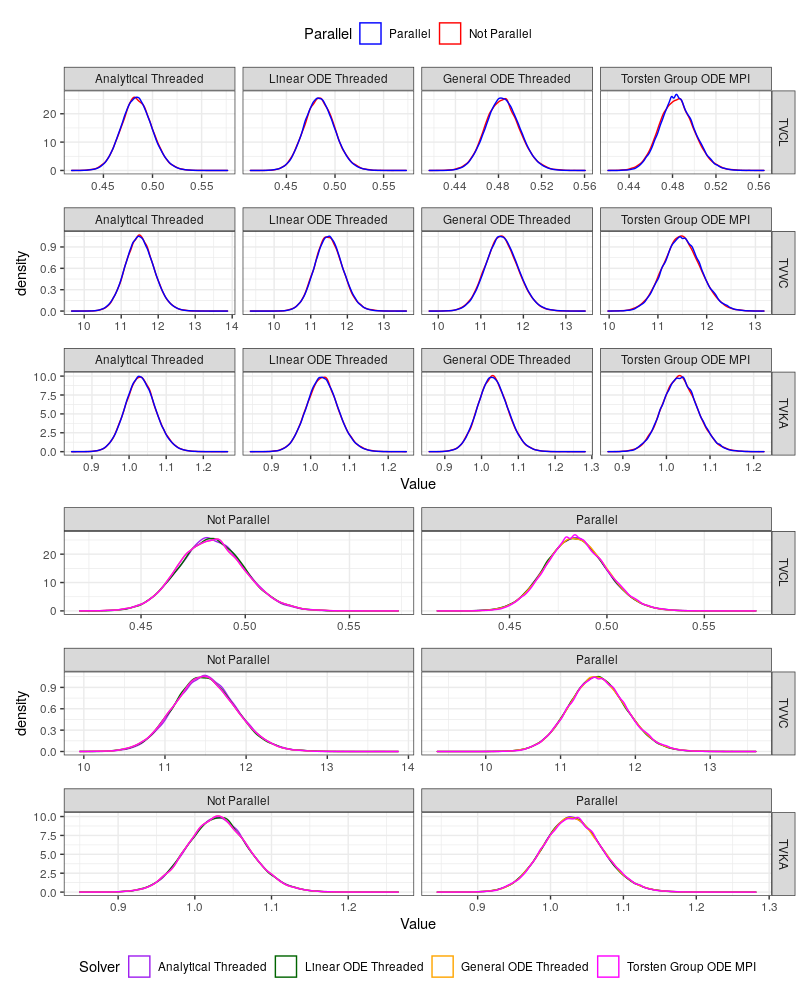 Parallel Parallel Not Parallel
Analytical Threaded Linear ODE Threaded General ODE Threaded Torsten Group ODE MPI
TVCL
20
10
0
0.45 0.50 0.55 0.45 0.50 0.55 0.44 0.48 0.52 0.56 0.44 0.48 0.52 0.56
Analytical Threaded Linear ODE Threaded General ODE Threaded Torsten Group ODE MPI
TVVC
density
0.9
0.6
0.3
0.0
10 11 12 13 14 10 11 12 13 10 11 12 13 10 11 12 13
Analytical Threaded Linear ODE Threaded General ODE Threaded Torsten Group ODE MPI
TVKA
10.0
7.5
5.0
2.5
0.0
0.9 1.0 1.1 1.2 0.9 1.0 1.1 1.2 0.9 1.0 1.1 1.2 1.3 0.9 1.0 1.1 1.2
Value
Not Parallel Parallel
TVCL
20
10
0
0.45 0.50 0.55 0.45 0.50 0.55
Not Parallel Parallel
TVVC
density
0.9
0.6
0.3
0.0
10 11 12 13 14 10 11 12 13
Not Parallel Parallel
TVKA
10.0
7.5
5.0
2.5
0.0
0.9 1.0 1.1 1.2 0.9 1.0 1.1 1.2 1.3
Value
Solver Analytical Threaded Linear ODE Threaded General ODE Threaded Torsten Group ODE MPI